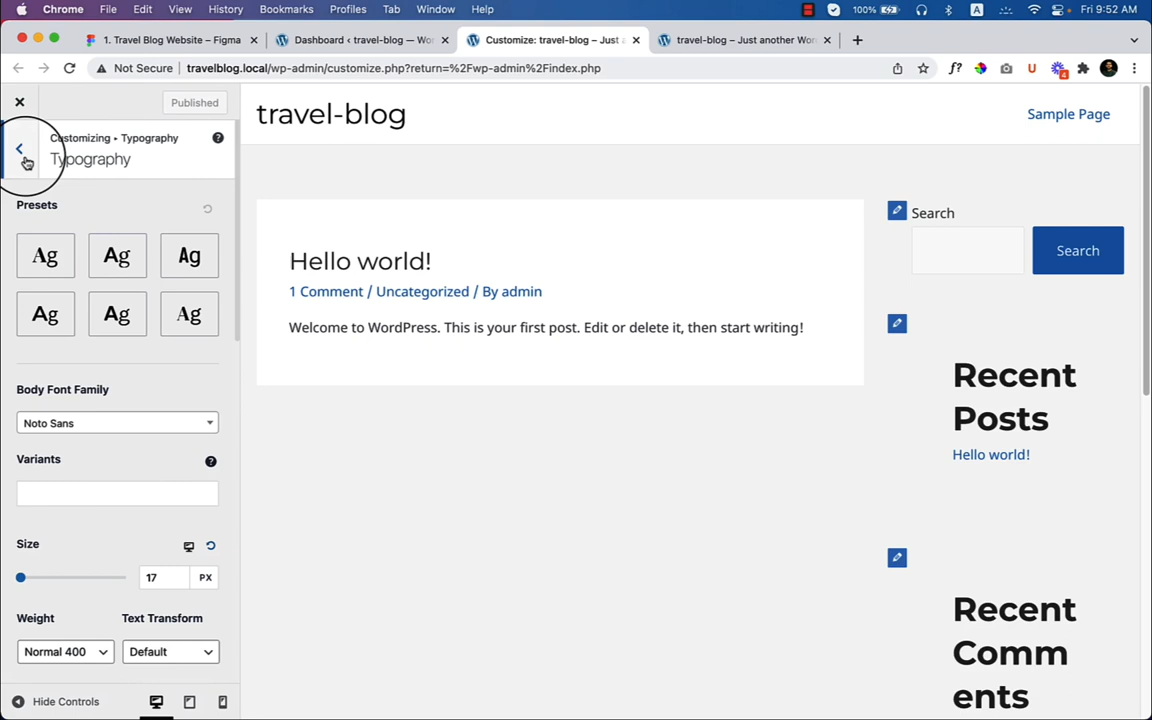 Chrome File Edit View History Bookmarks Profiles Tab Window Help 100% A Fri 9:52 AM
1. Travel Blog Website – Figma
Dashboard ‹ travel-blog — Wo
Customize: travel-blog – Just a
travel-blog – Just another Wor
Not Secure travelblog.local/wp-admin/customize.php?return=%2Fwp-admin%2Findex.php
f? U 4
Published
Customizing ▸ Typography
Typography
Presets
Ag Ag Ag
Ag Ag Ag
Body Font Family
Noto Sans
Variants
Size
17 PX
Weight Text Transform
Normal 400 Default
Hide Controls
travel-blog
Sample Page
Hello world!
1 Comment / Uncategorized / By admin
Welcome to WordPress. This is your first post. Edit or delete it, then start writing!
Search
Search
Recent
Posts
Hello world!
Recent
Comm
ents